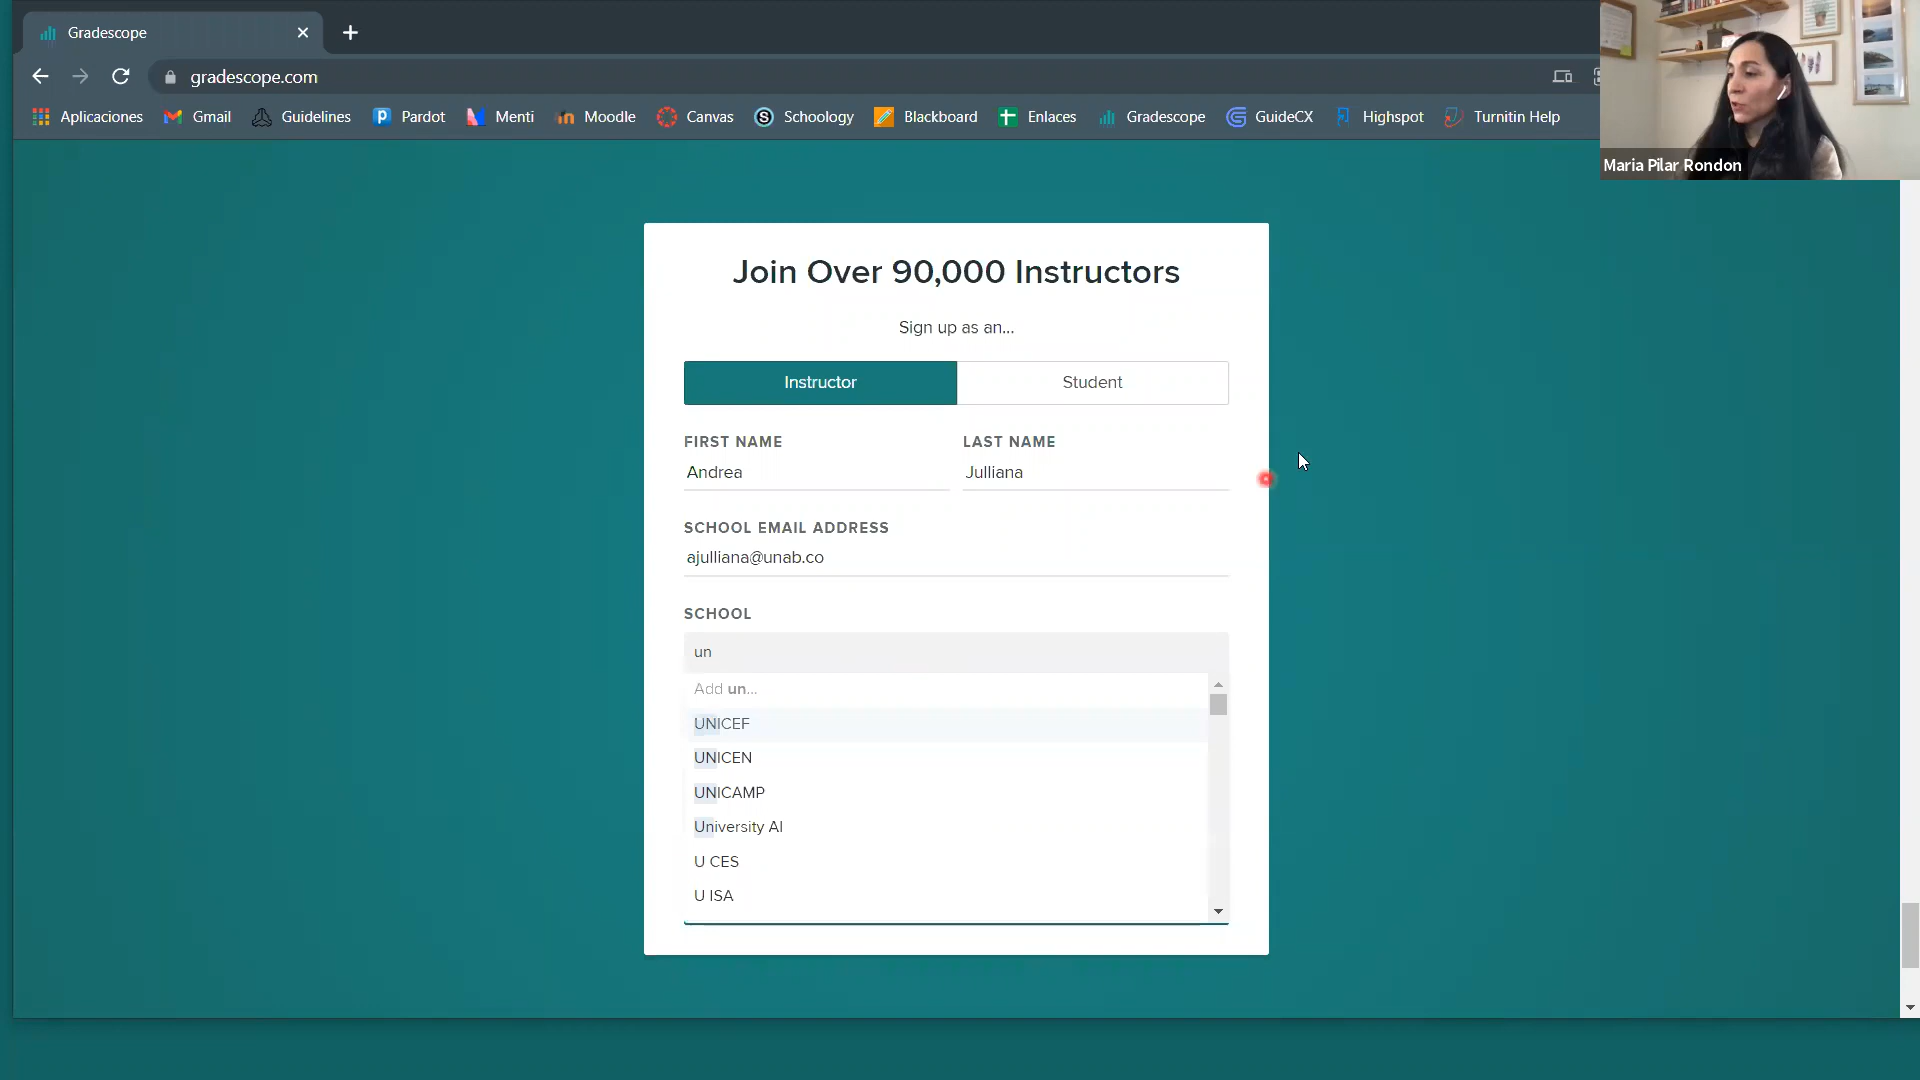 Gradescope
gradescope.com
Aplicaciones Gmail Guidelines Pardot Menti Moodle Canvas Schoology Blackboard Enlaces Gradescope GuideCX Highspot Turnitin Help
Maria Pilar Rondon
Join Over 90,000 Instructors
Sign up as an...
Instructor Student
FIRST NAME LAST NAME
Andrea Julliana
SCHOOL EMAIL ADDRESS
ajulliana@unab.co
SCHOOL
un
Add un...
UNICEF
UNICEN
UNICAMP
University AI
U CES
U ISA